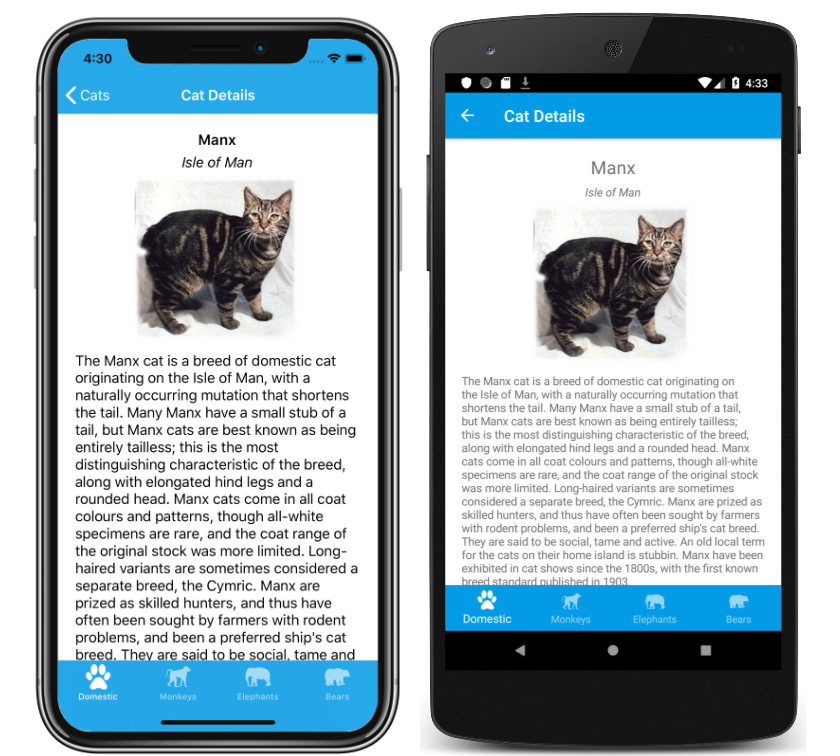 4:30
Cats
Cat Details
Manx
Isle of Man
The Manx cat is a breed of domestic cat
originating on the Isle of Man, with a
naturally occurring mutation that shortens
the tail. Many Manx have a small stub of a
tail, but Manx cats are best known as being
entirely tailless; this is the most
distinguishing characteristic of the breed,
along with elongated hind legs and a
rounded head. Manx cats come in all coat
colours and patterns, though all-white
specimens are rare, and the coat range of
the original stock was more limited. Long-
haired variants are sometimes considered a
separate breed, the Cymric. Manx are
prized as skilled hunters, and thus have
often been sought by farmers with rodent
problems, and been a preferred ship's cat
breed. They are said to be social, tame and
Domestic
Monkeys
Elephants
Bears
4:33
Cat Details
Manx
Isle of Man
The Manx cat is a breed of domestic cat originating on
the Isle of Man, with a naturally occurring mutation that
shortens the tail. Many Manx have a small stub of a tail,
but Manx cats are best known as being entirely tailless;
this is the most distinguishing characteristic of the breed,
along with elongated hind legs and a rounded head. Manx
cats come in all coat colours and patterns, though all-white
specimens are rare, and the coat range of the original stock
was more limited. Long-haired variants are sometimes
considered a separate breed, the Cymric. Manx are prized as
skilled hunters, and thus have often been sought by farmers
with rodent problems, and been a preferred ship's cat breed.
They are said to be social, tame and active. An old local term
for the cats on their home island is stubbin. Manx have been
exhibited in cat shows since the 1800s, with the first known
breed standard published in 1903.
Domestic
Monkeys
Elephants
Bears